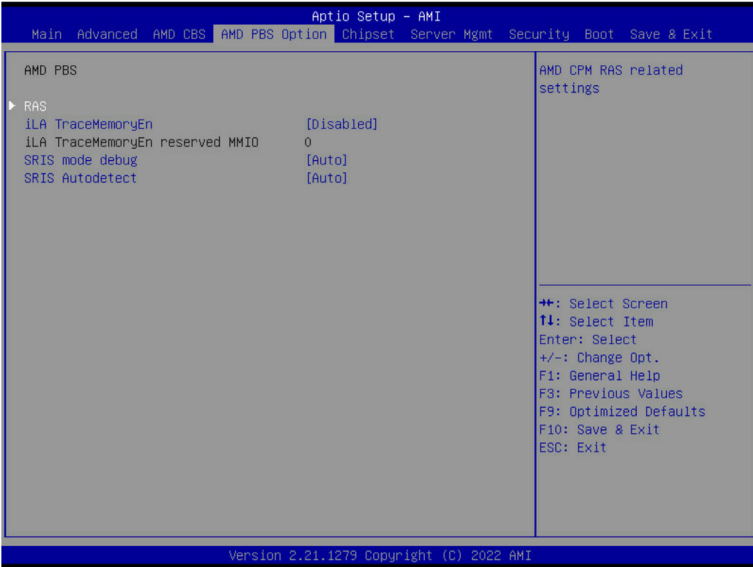 Aptio Setup - AMI
Main Advanced AMD CBS AMD PBS Option Chipset Server Mgmt Security Boot Save & Exit
AMD PBS
RAS
iLA TraceMemoryEn [Disabled]
iLA TraceMemoryEn reserved MMIO 0
SRIS mode debug [Auto]
SRIS Autodetect [Auto]
AMD CPM RAS related
settings
→←: Select Screen
↑↓: Select Item
Enter: Select
+/-: Change Opt.
F1: General Help
F3: Previous Values
F9: Optimized Defaults
F10: Save & Exit
ESC: Exit
Version 2.21.1279 Copyright (C) 2022 AMI